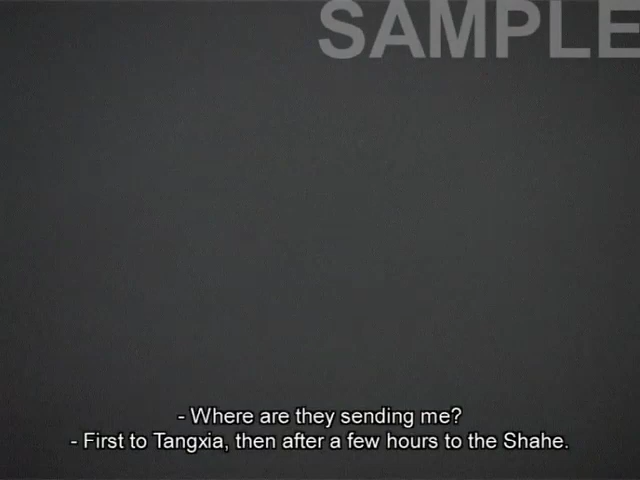 SAMPLE
- Where are they sending me?
- First to Tangxia, then after a few hours to the Shahe.